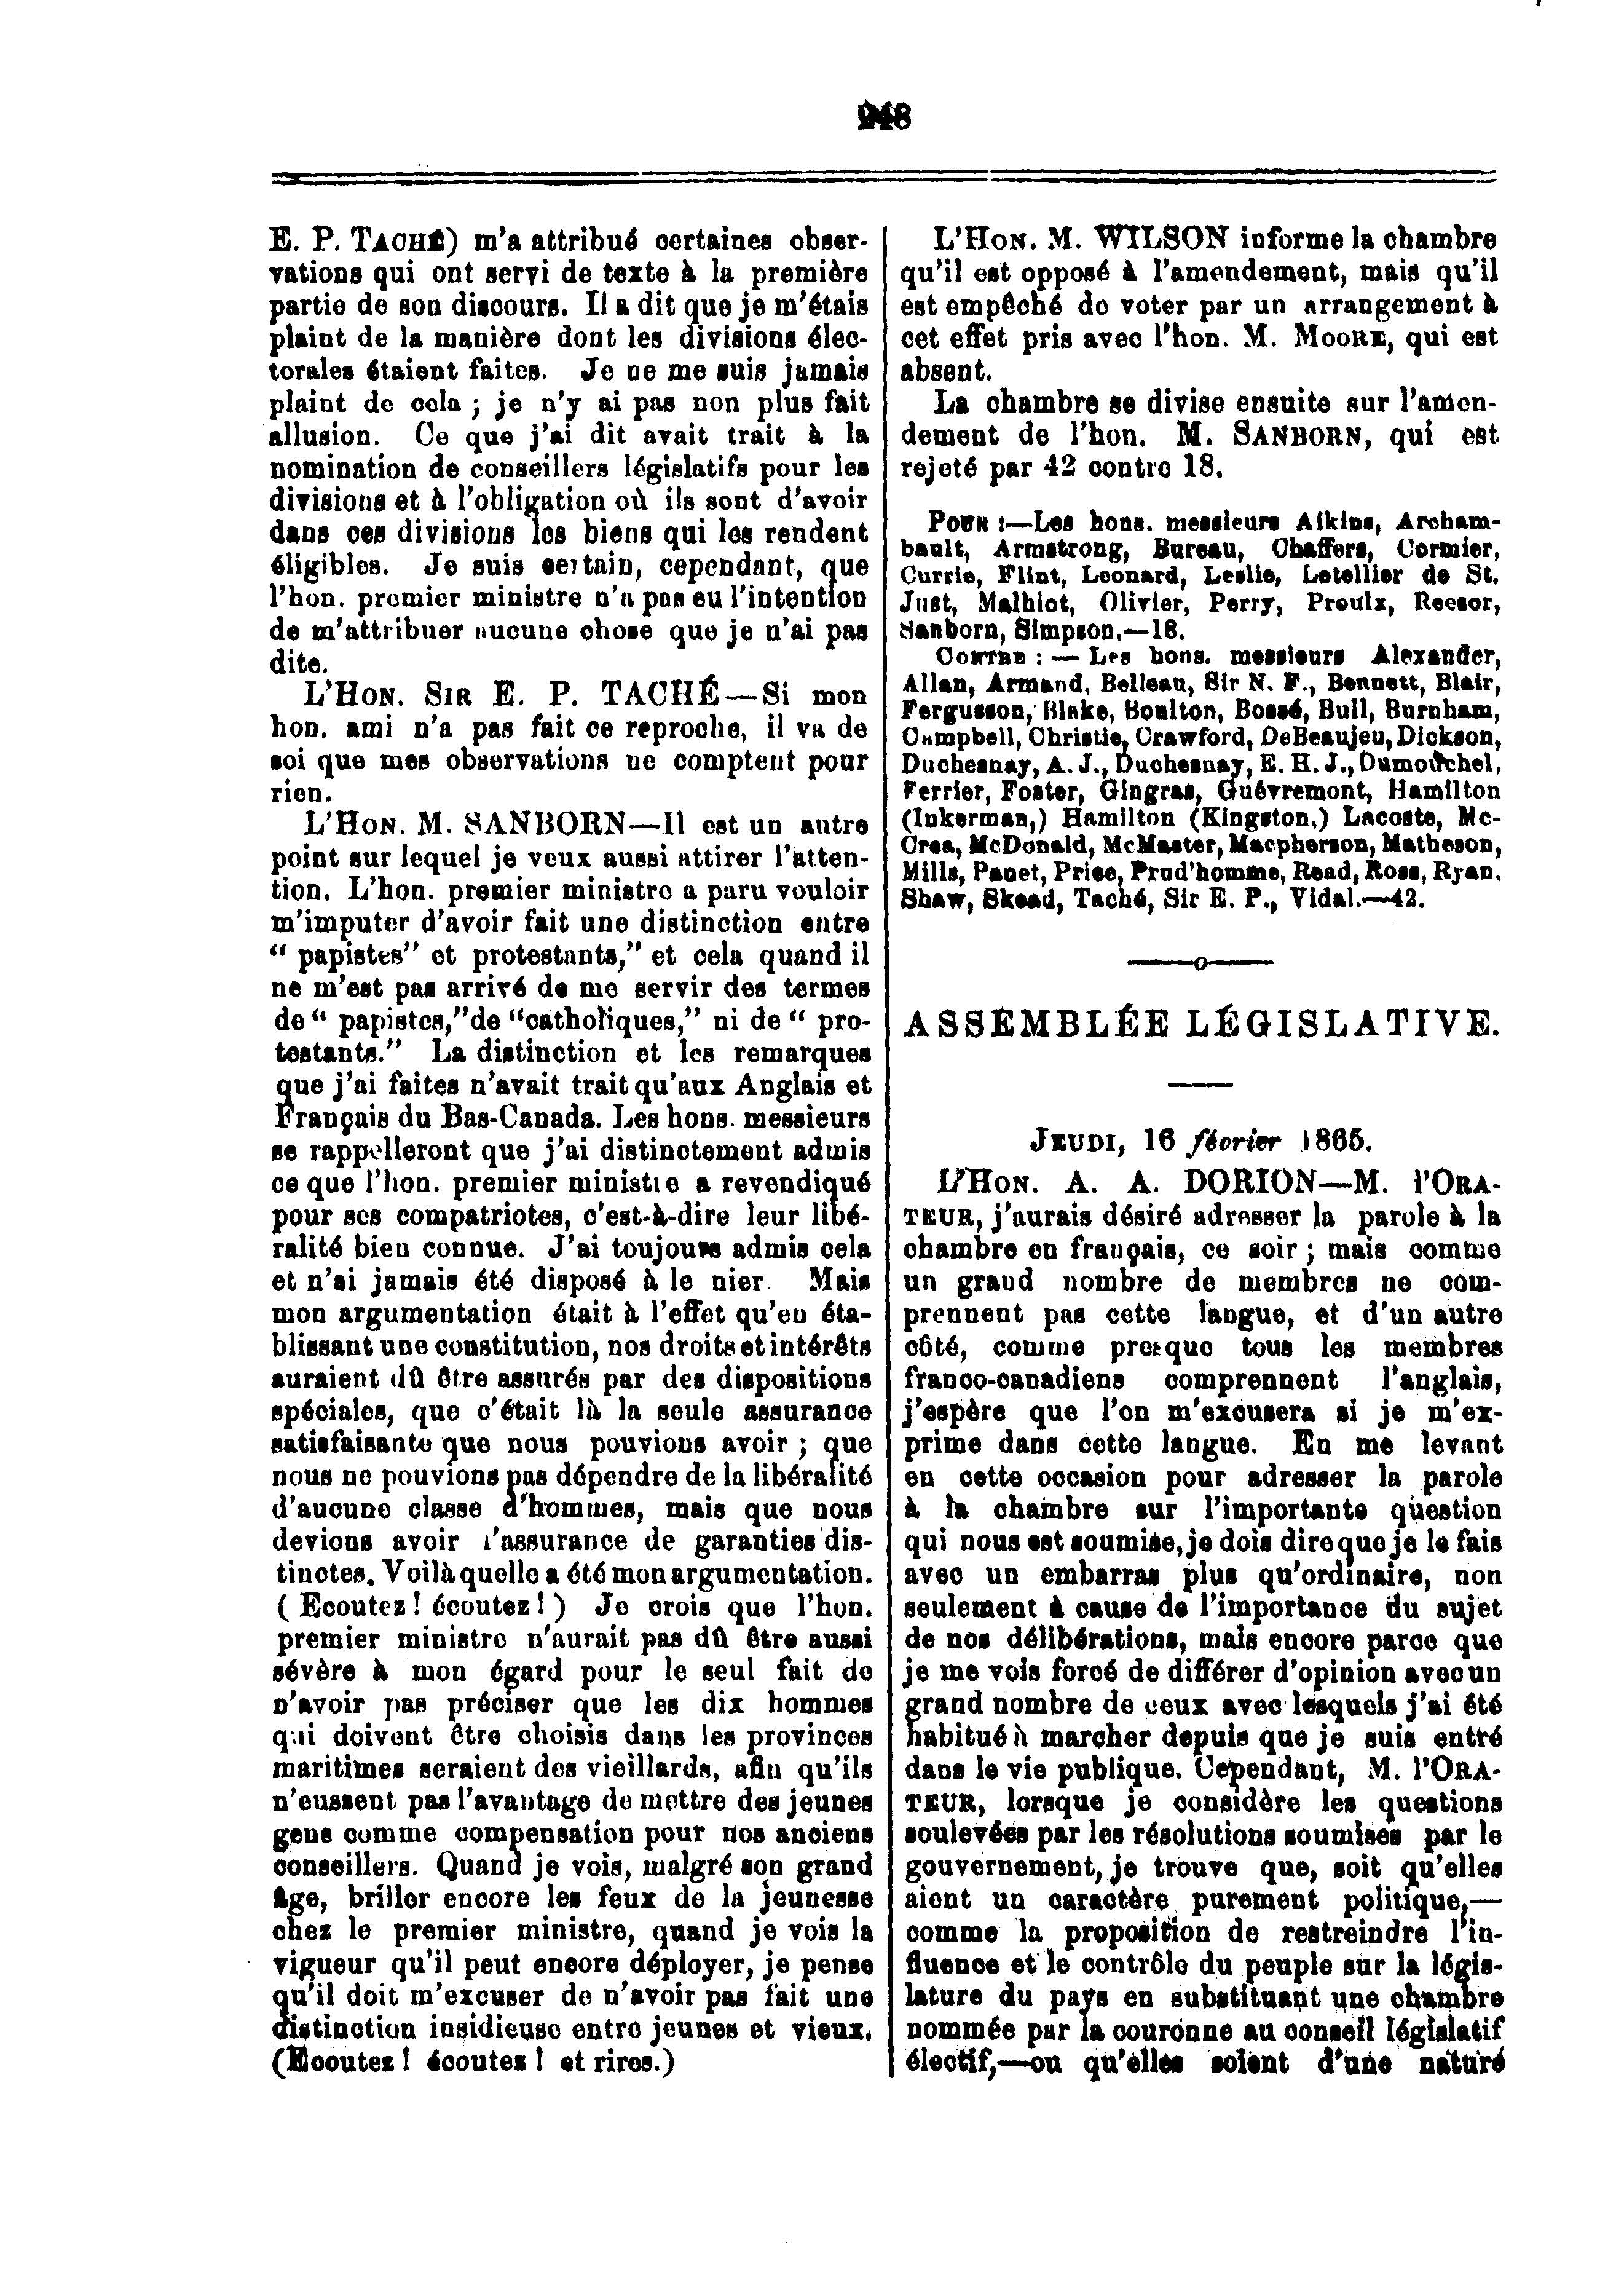 248
E. P. TACHÉ) m'a attribué certaines obser-
vations qui ont servi de texte à la première
partie de son discours. Il a dit que je m'étais
plaint de la manière dont les divisions élec-
torales étaient faites. Je ne me suis jamais
plaint de cela ; je n'y ai pas non plus fait
allusion. Ce que j'ai dit avait trait à la
nomination de conseillers législatifs pour les
divisions et à l'obligation où ils sont d'avoir
dans ces divisions les biens qui les rendent
éligibles. Je suis certain, cependant, que
l'hon. premier ministre n'a pas eu l'intention
de m'attribuer aucune chose que je n'ai pas
dite.
L'HON. SIR E. P. TACHÉ—Si mon
hon. ami n'a pas fait ce reproche, il va de
soi que mes observations ne comptent pour
rien.
L'HON. M. SANBORN—Il est un autre
point sur lequel je veux aussi attirer l'atten-
tion. L'hon. premier ministre a paru vouloir
m'imputer d'avoir fait une distinction entre
“ papistes” et protestants,” et cela quand il
ne m'est pas arrivé de me servir des termes
de “ papistes,”de “catholiques,” ni de “ pro-
testants.” La distinction et les remarques
que j'ai faites n'avait trait qu'aux Anglais et
Français du Bas-Canada. Les hons. messieurs
se rappelleront que j'ai distinctement admis
ce que l'hon. premier ministre a revendiqué
pour ses compatriotes, c'est-à-dire leur libé-
ralité bien connue. J'ai toujours admis cela
et n'ai jamais été disposé à le nier. Mais
mon argumentation était à l'effet qu'en éta-
blissant une constitution, nos droits et intérêts
auraient dû être assurés par des dispositions
spéciales, que c'était là la seule assurance
satisfaisante que nous pouvions avoir ; que
nous ne pouvions pas dépendre de la libéralité
d'aucune classe d'hommes, mais que nous
devions avoir l'assurance de garanties dis-
tinctes. Voilà quelle a été mon argumentation.
( Ecoutez ! écoutez ! ) Je crois que l'hon.
premier ministre n'aurait pas dû être aussi
sévère à mon égard pour le seul fait de
n'avoir pas préciser que les dix hommes
qui doivent être choisis dans les provinces
maritimes seraient des vieillards, afin qu'ils
n'eussent pas l'avantage de mettre des jeunes
gens comme compensation pour nos anciens
conseillers. Quand je vois, malgré son grand
âge, briller encore les feux de la jeunesse
chez le premier ministre, quand je vois la
vigueur qu'il peut encore déployer, je pense
qu'il doit m'excuser de n'avoir pas fait une
distinction insidieuse entre jeunes et vieux.
(Ecoutez ! écoutez ! et rires.)
L'HON. M. WILSON informe la chambre
qu'il est opposé à l'amendement, mais qu'il
est empêché de voter par un arrangement à
cet effet pris avec l'hon. M. MOORE, qui est
absent.
La chambre se divise ensuite sur l'amen-
dement de l'hon. M. SANBORN, qui est
rejeté par 42 contre 18.
POUR :—Les hons. messieurs Aikins, Archam-
bault, Armstrong, Bureau, Chaffers, Cormier,
Currie, Flint, Leonard, Leslie, Letellier de St.
Just, Malhiot, Olivier, Perry, Proulx, Reesor,
Sanborn, Simpson.—18.
CONTRE : — Les hons. messieurs Alexander,
Allan, Armand, Belleau, Sir N. F., Bennett, Blair,
Fergusson, Blake, Boulton, Bossé, Bull, Burnham,
Campbell, Christie, Crawford, DeBeaujeu, Dickson,
Duchesnay, A. J., Duchesnay, E. H. J., Dumouchel,
Ferrier, Foster, Gingras, Guévremont, Hamilton
(Inkerman,) Hamilton (Kingston,) Lacoste, Mc-
Crea, McDonald, McMaster, Macpherson, Matheson,
Mills, Panet, Price, Prud'homme, Read, Ross, Ryan.
Shaw, Skead, Taché, Sir E. P., Vidal.—42.
ASSEMBLÉE LÉGISLATIVE.
JEUDI, 16 février 1865.
L'HON. A. A. DORION—M. l'ORA-
TEUR, j'aurais désiré adresser la parole à la
chambre en français, ce soir ; mais comme
un grand nombre de membres ne com-
prennent pas cette langue, et d'un autre
côté, comme presque tous les membres
franco-canadiens comprennent l'anglais,
j'espère que l'on m'excusera si je m'ex-
prime dans cette langue. En me levant
en cette occasion pour adresser la parole
à la chambre sur l'importante question
qui nous est soumise, je dois dire que je le fais
avec un embarras plus qu'ordinaire, non
seulement à cause de l'importance du sujet
de nos délibérations, mais encore parce que
je me vois forcé de différer d'opinion avec un
grand nombre de ceux avec lesquels j'ai été
habitué à marcher depuis que je suis entré
dans le vie publique. Cependant, M. l'ORA-
TEUR, lorsque je considère les questions
soulevées par les résolutions soumises par le
gouvernement, je trouve que, soit qu'elles
aient un caractère purement politique,—
comme la proposition de restreindre l'in-
fluence et le contrôle du peuple sur la légis-
lature du pays en substituant une chambre
nommée par la couronne au conseil législatif
électif,—ou qu'elles soient d'une nature